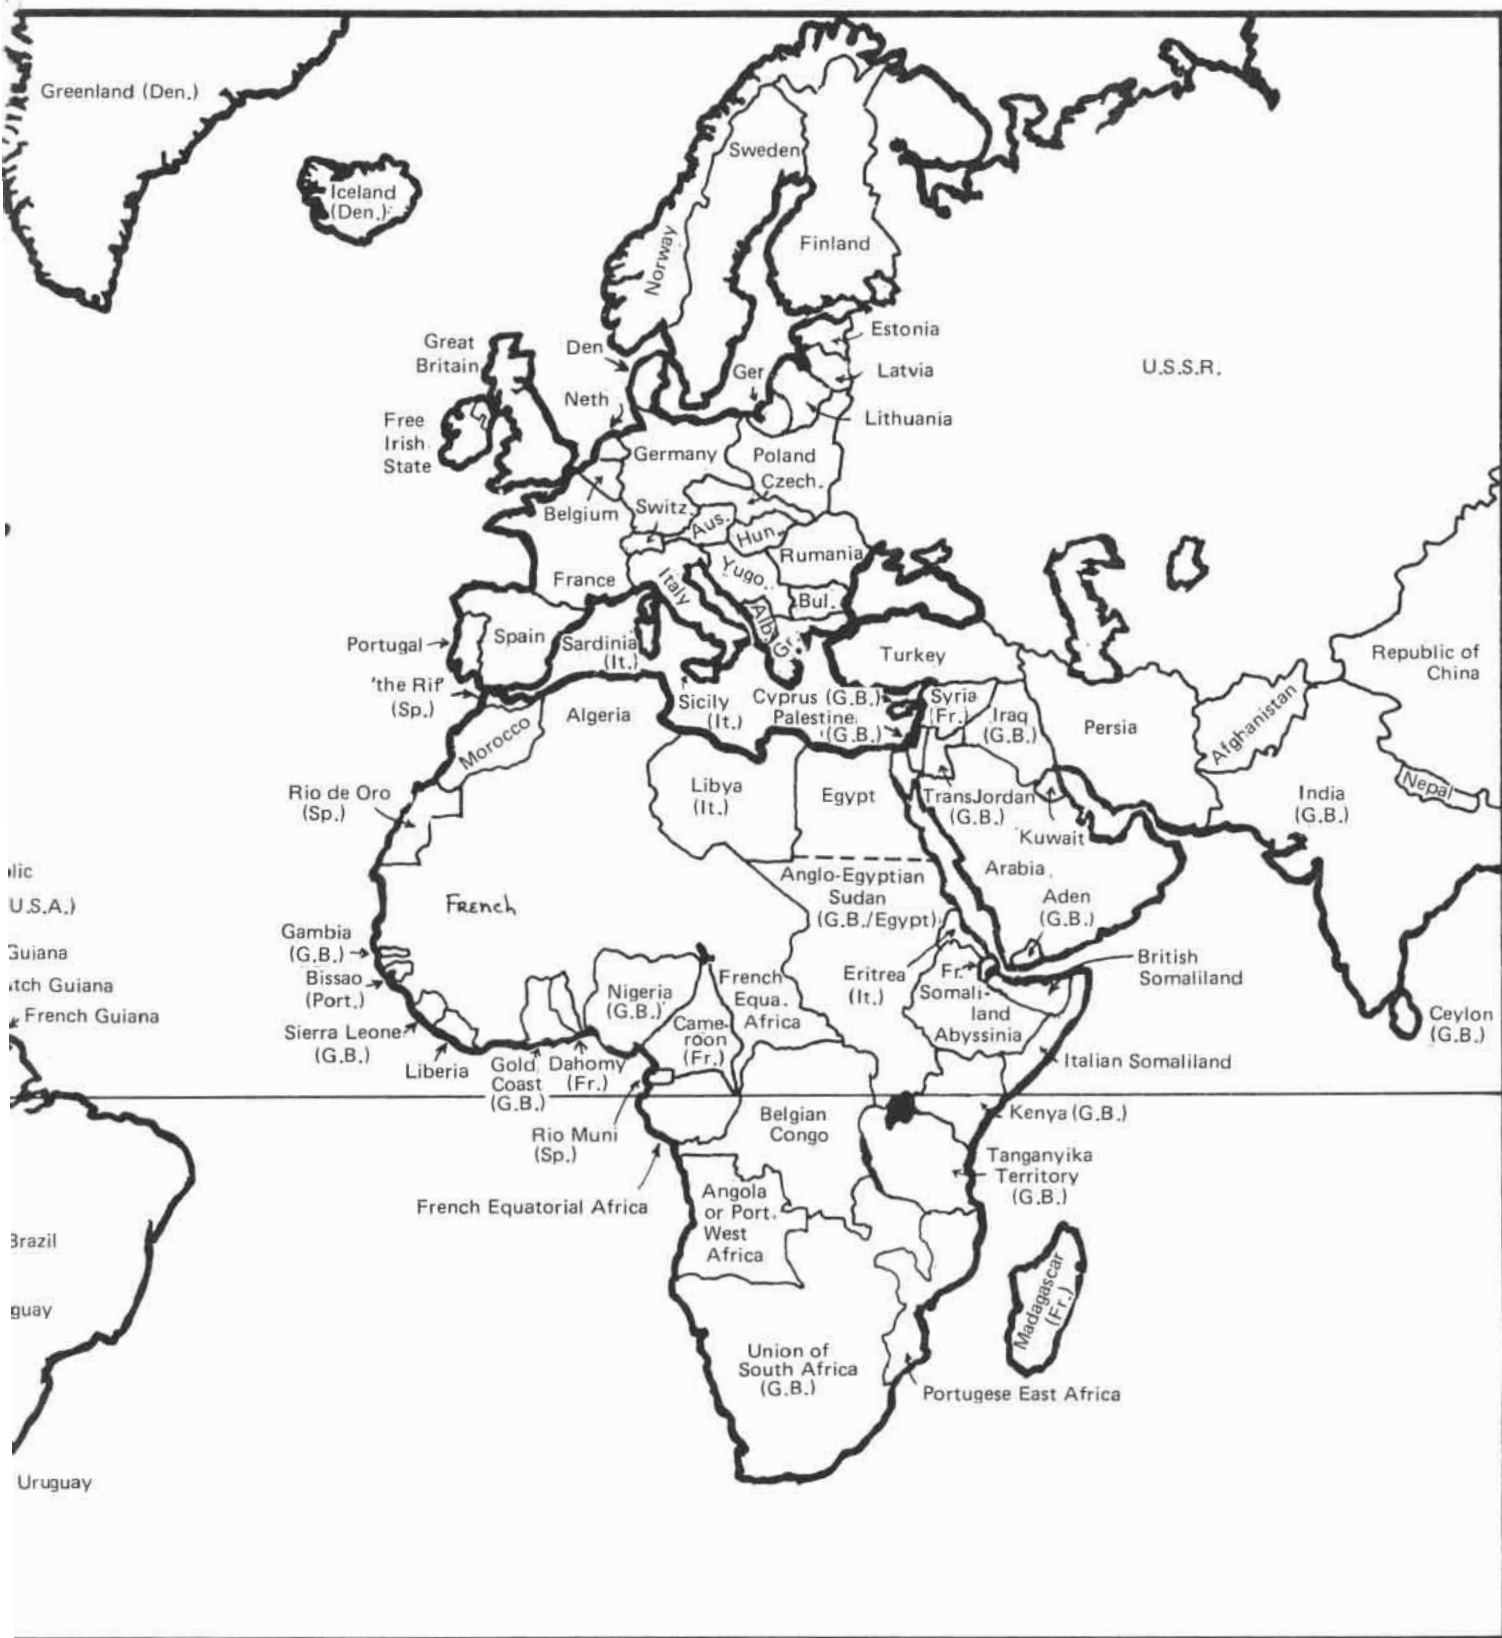 Greenland (Den.)
Iceland
(Den.)
Sweden
Norway
Finland
Great
Britain
Den
Estonia
Latvia
Lithuania
U.S.S.R.
Ger
Neth
Free
Irish
State
Germany
Poland
Czech.
Belgium
Switz.
Aus.
Hun.
Rumania
France
Italy
Yugo.
Bul.
Alb.
Gr.
Portugal
Spain
Sardinia
(It.)
Turkey
Republic of
China
'the Rif'
(Sp.)
Sicily
(It.)
Cyprus (G.B.)
Palestine
(G.B.)
Syria
(Fr.)
Iraq
(G.B.)
Persia
Afghanistan
Morocco
Algeria
Rio de Oro
(Sp.)
Libya
(It.)
Egypt
TransJordan
(G.B.)
Kuwait
India
(G.B.)
Nepal
Arabia
Aden
(G.B.)
Anglo-Egyptian
Sudan
(G.B./Egypt)
French
lic
U.S.A.)
Guiana
tch Guiana
French Guiana
Gambia
(G.B.)
Bissao
(Port.)
Sierra Leone
(G.B.)
Liberia
Gold
Coast
(G.B.)
Dahomy
(Fr.)
Nigeria
(G.B.)
French
Equa.
Africa
Came-
roon
(Fr.)
Eritrea
(It.)
Fr.
Somali-
land
Abyssinia
British
Somaliland
Italian Somaliland
Ceylon
(G.B.)
Kenya (G.B.)
Belgian
Congo
Rio Muni
(Sp.)
French Equatorial Africa
Tanganyika
Territory
(G.B.)
Angola
or Port.
West
Africa
Madagascar
(Fr.)
Brazil
guay
Union of
South Africa
(G.B.)
Portugese East Africa
Uruguay